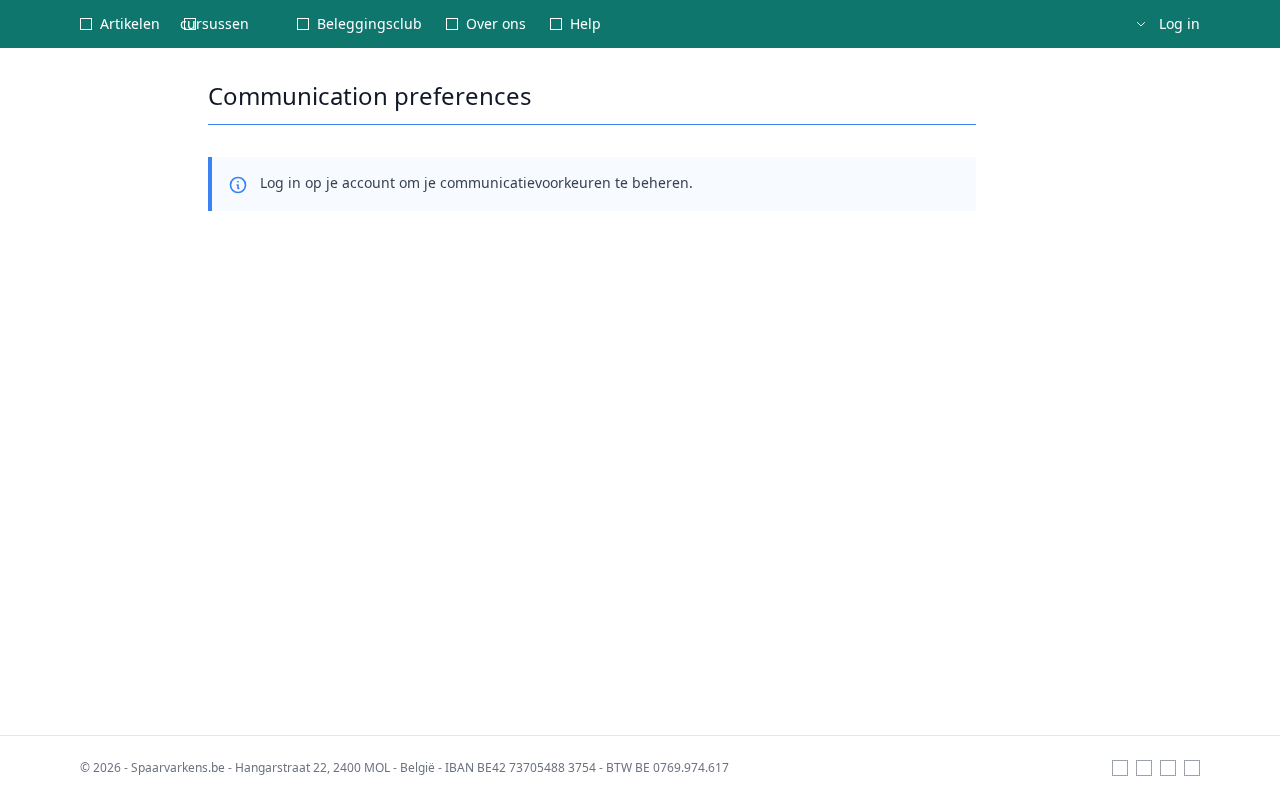 Artikelen cursussen Beleggingsclub Over ons Help Log in
Communication preferences
Log in op je account om je communicatievoorkeuren te beheren.
© 2026 - Spaarvarkens.be - Hangarstraat 22, 2400 MOL - België - IBAN BE42 73705488 3754 - BTW BE 0769.974.617